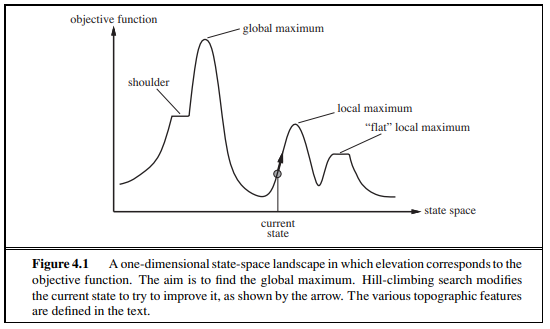 objective function
global maximum
shoulder
local maximum
“flat” local maximum
state space
current
state
Figure 4.1 A one-dimensional state-space landscape in which elevation corresponds to the
objective function. The aim is to find the global maximum. Hill-climbing search modifies
the current state to try to improve it, as shown by the arrow. The various topographic features
are defined in the text.